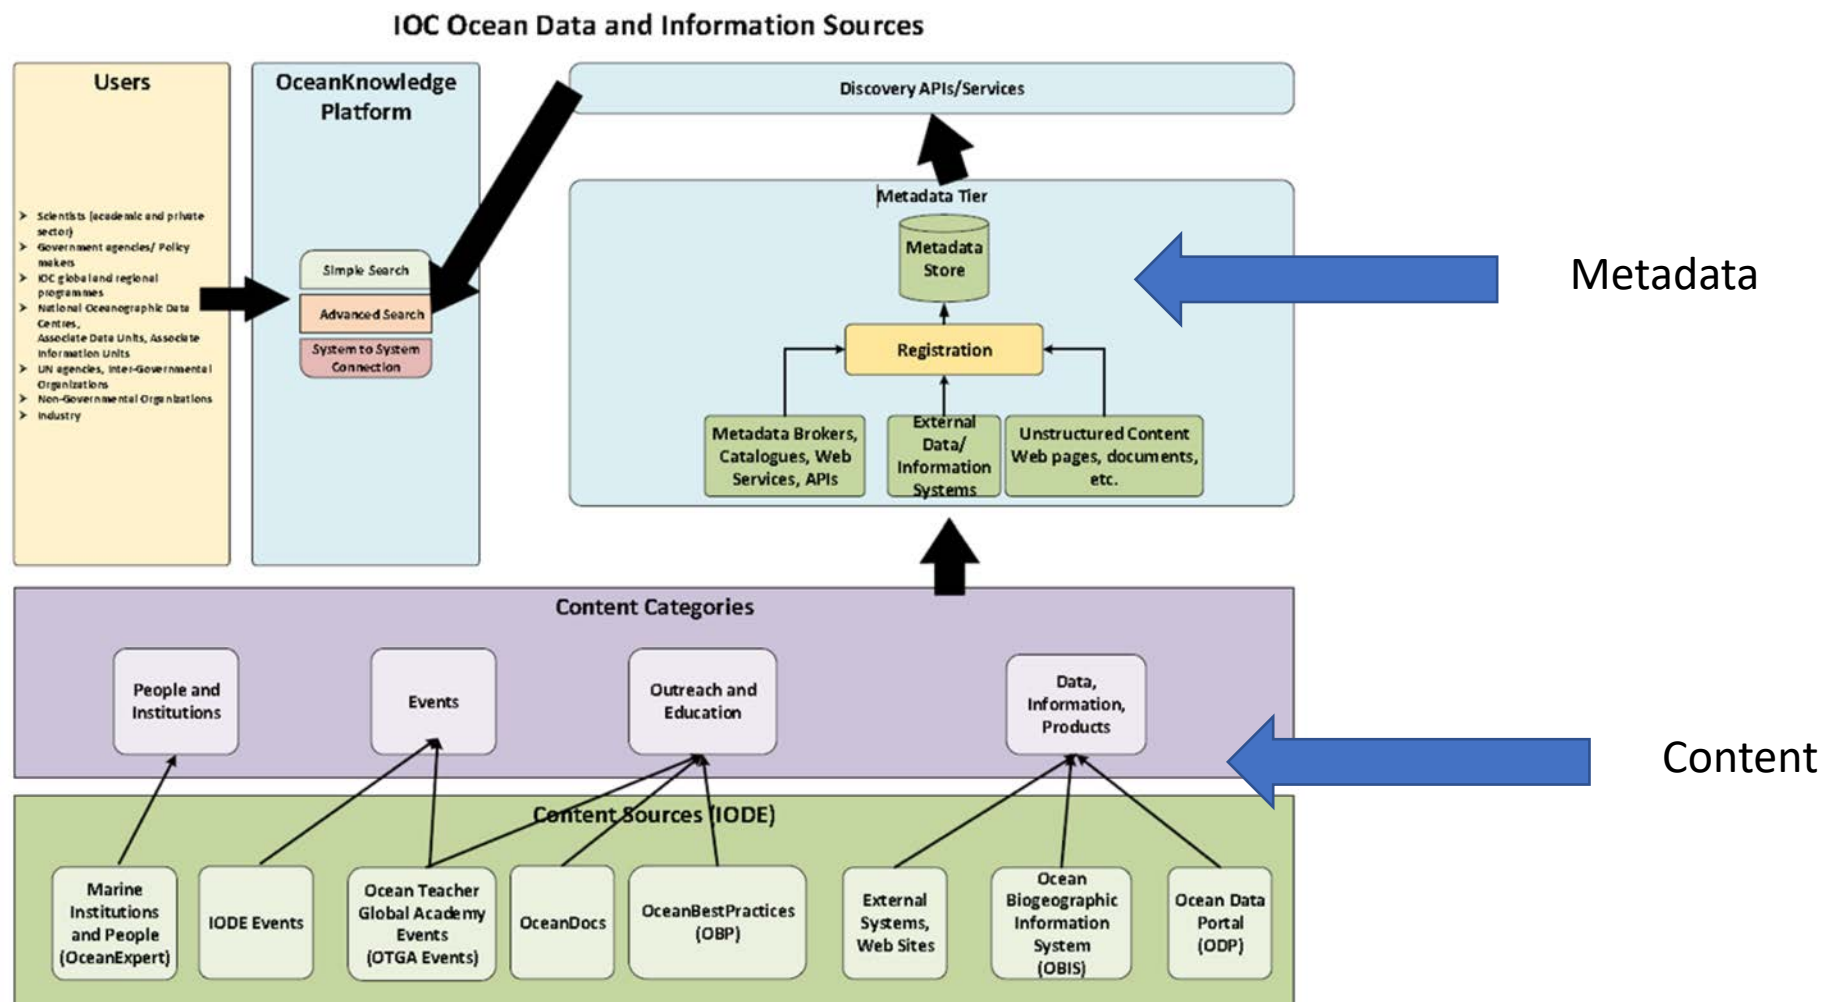 IOC Ocean Data and Information Sources
Users
Scientists (academic and private
sector)
Government agencies/ Policy
makers
IOC global and regional
programmes
National Oceanographic Data
Centres,
Associate Data Units, Associate
Information Units
UN agencies, Inter-Governmental
Organizations
Non-Governmental Organizations
Industry
OceanKnowledge
Platform
Simple Search
Advanced Search
System to System
Connection
Discovery APIs/Services
Metadata Tier
Metadata
Store
Registration
Metadata Brokers,
Catalogues, Web
Services, APIs
External
Data/
Information
Systems
Unstructured Content
Web pages, documents,
etc.
Metadata
Content Categories
People and
Institutions
Events
Outreach and
Education
Data,
Information,
Products
Content
Content Sources (IODE)
Marine
Institutions
and People
(OceanExpert)
IODE Events
Ocean Teacher
Global Academy
Events
(OTGA Events)
OceanDocs
OceanBestPractices
(OBP)
External
Systems,
Web Sites
Ocean
Biogeographic
Information
System
(OBIS)
Ocean Data
Portal
(ODP)